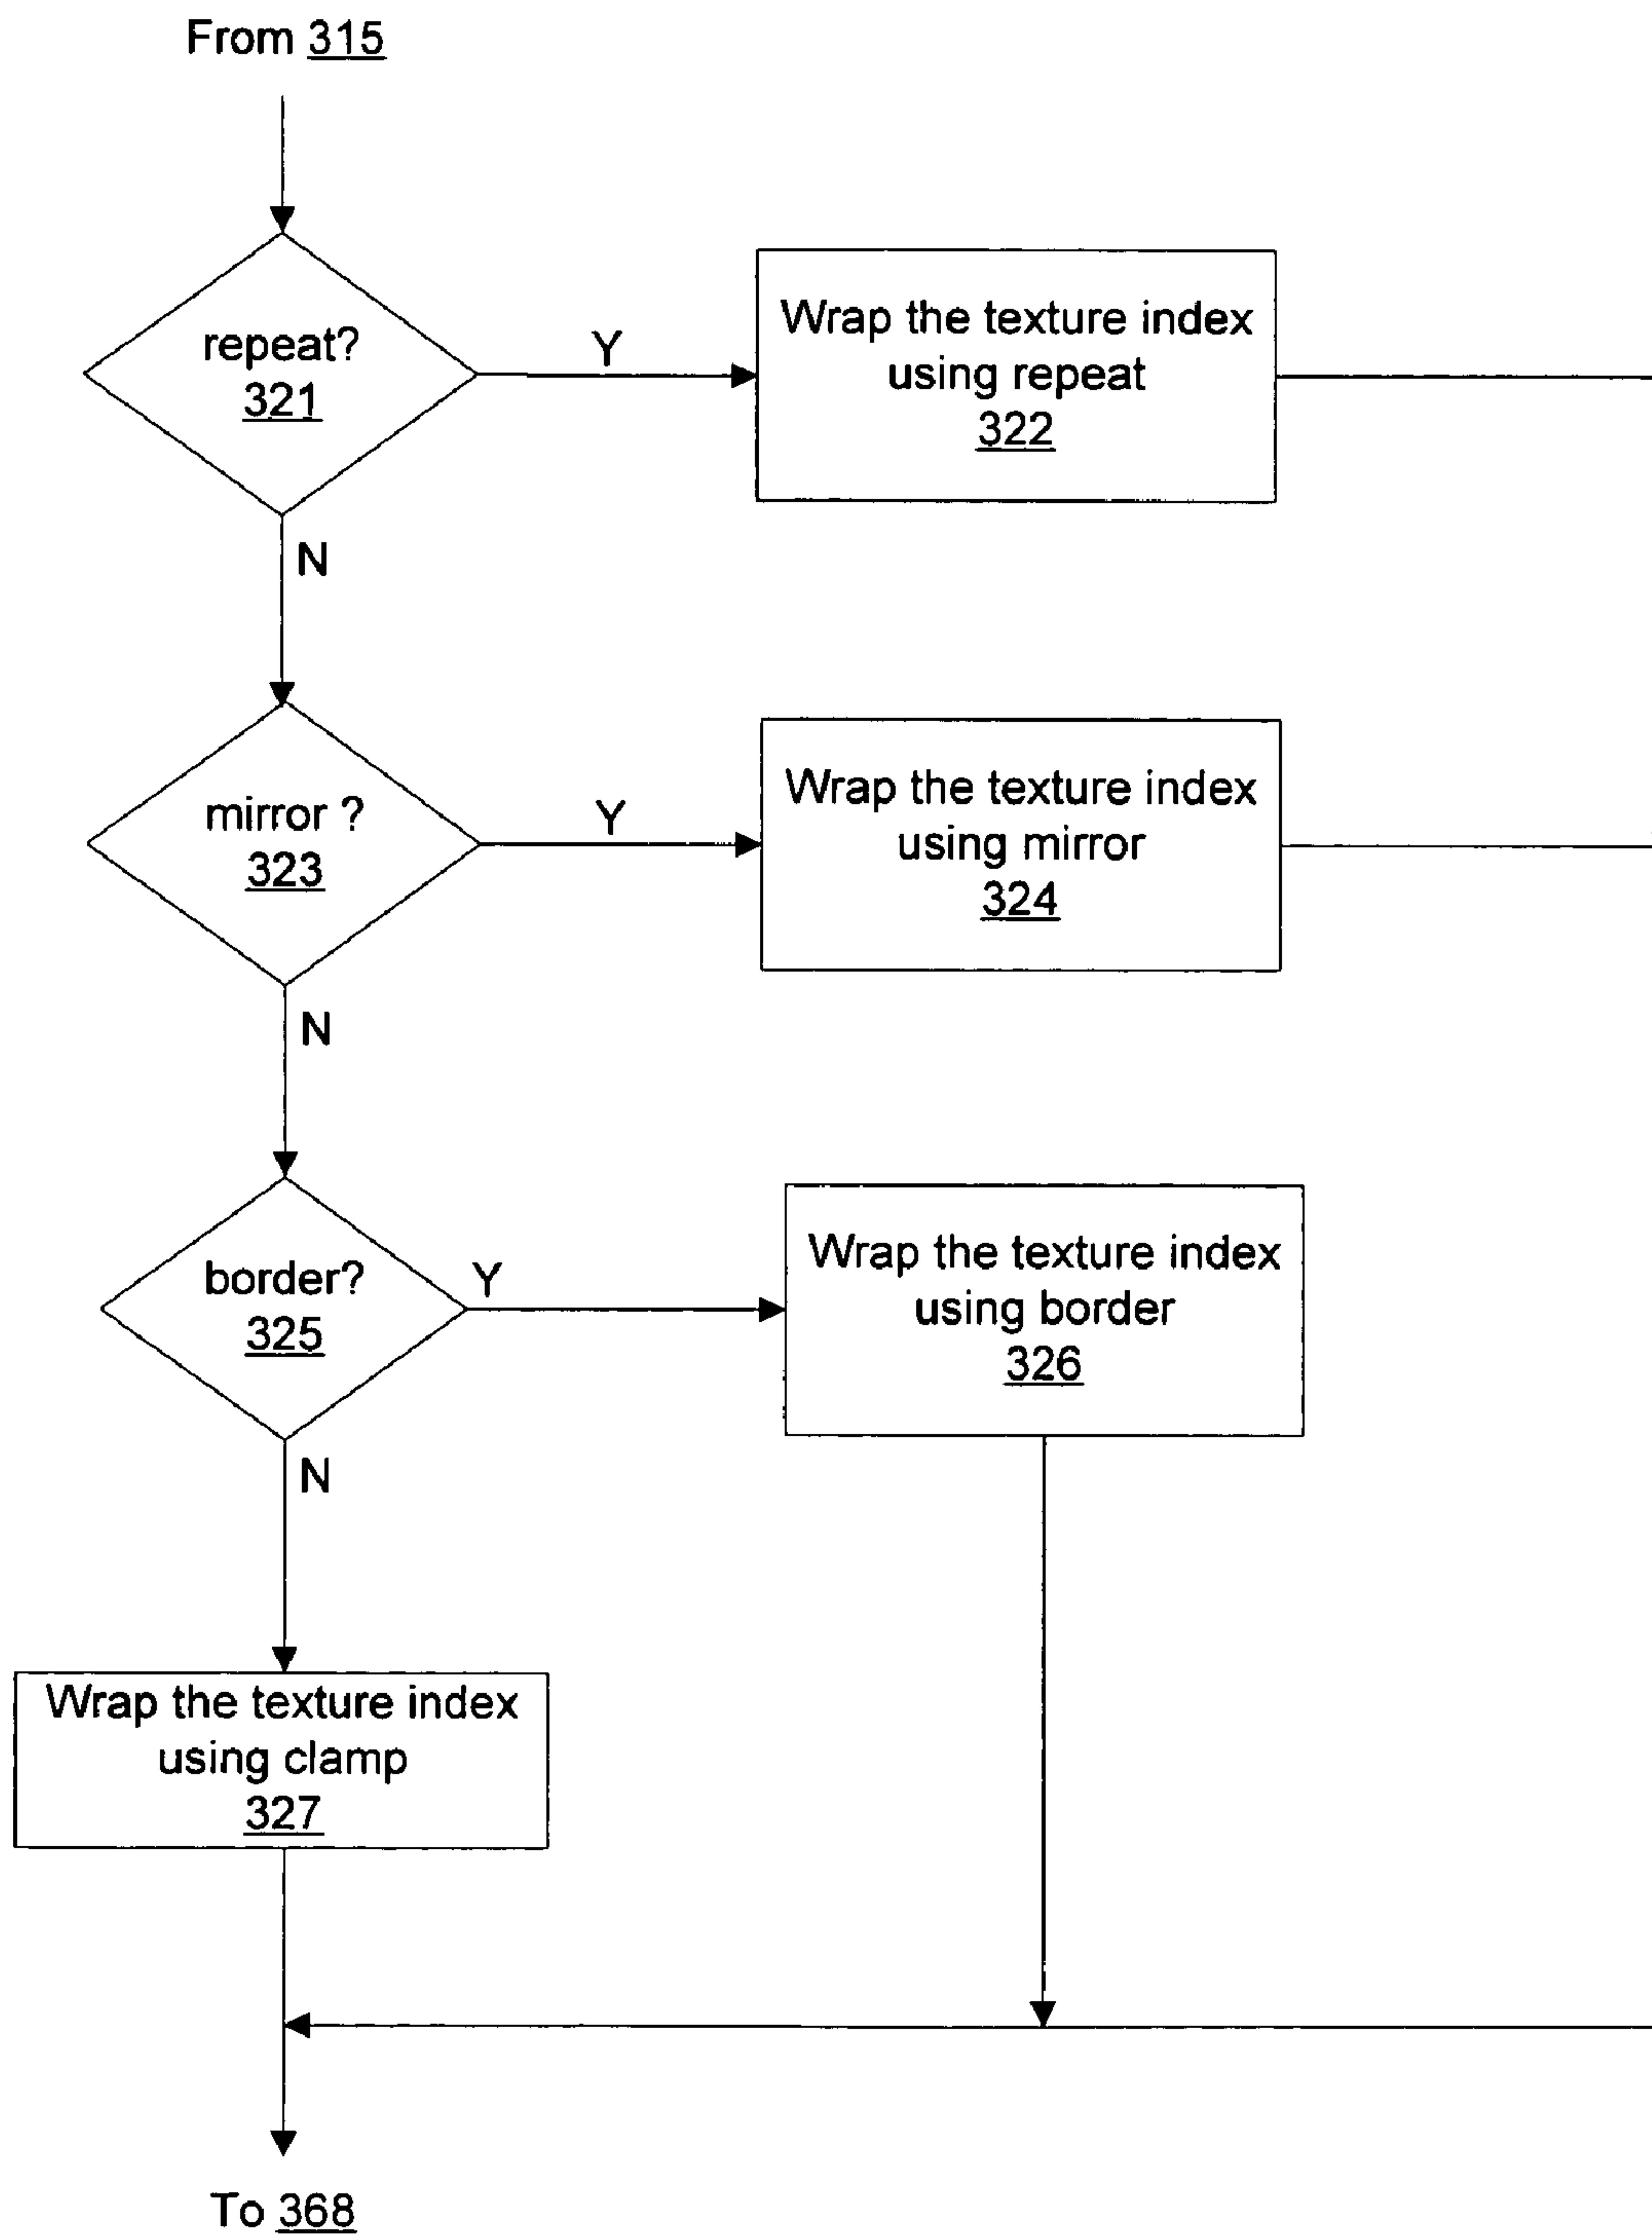 From 315
repeat?
321
Y
Wrap the texture index
using repeat
322
N
mirror ?
323
Y
Wrap the texture index
using mirror
324
N
border?
325
Y
Wrap the texture index
using border
326
N
Wrap the texture index
using clamp
327
To 368